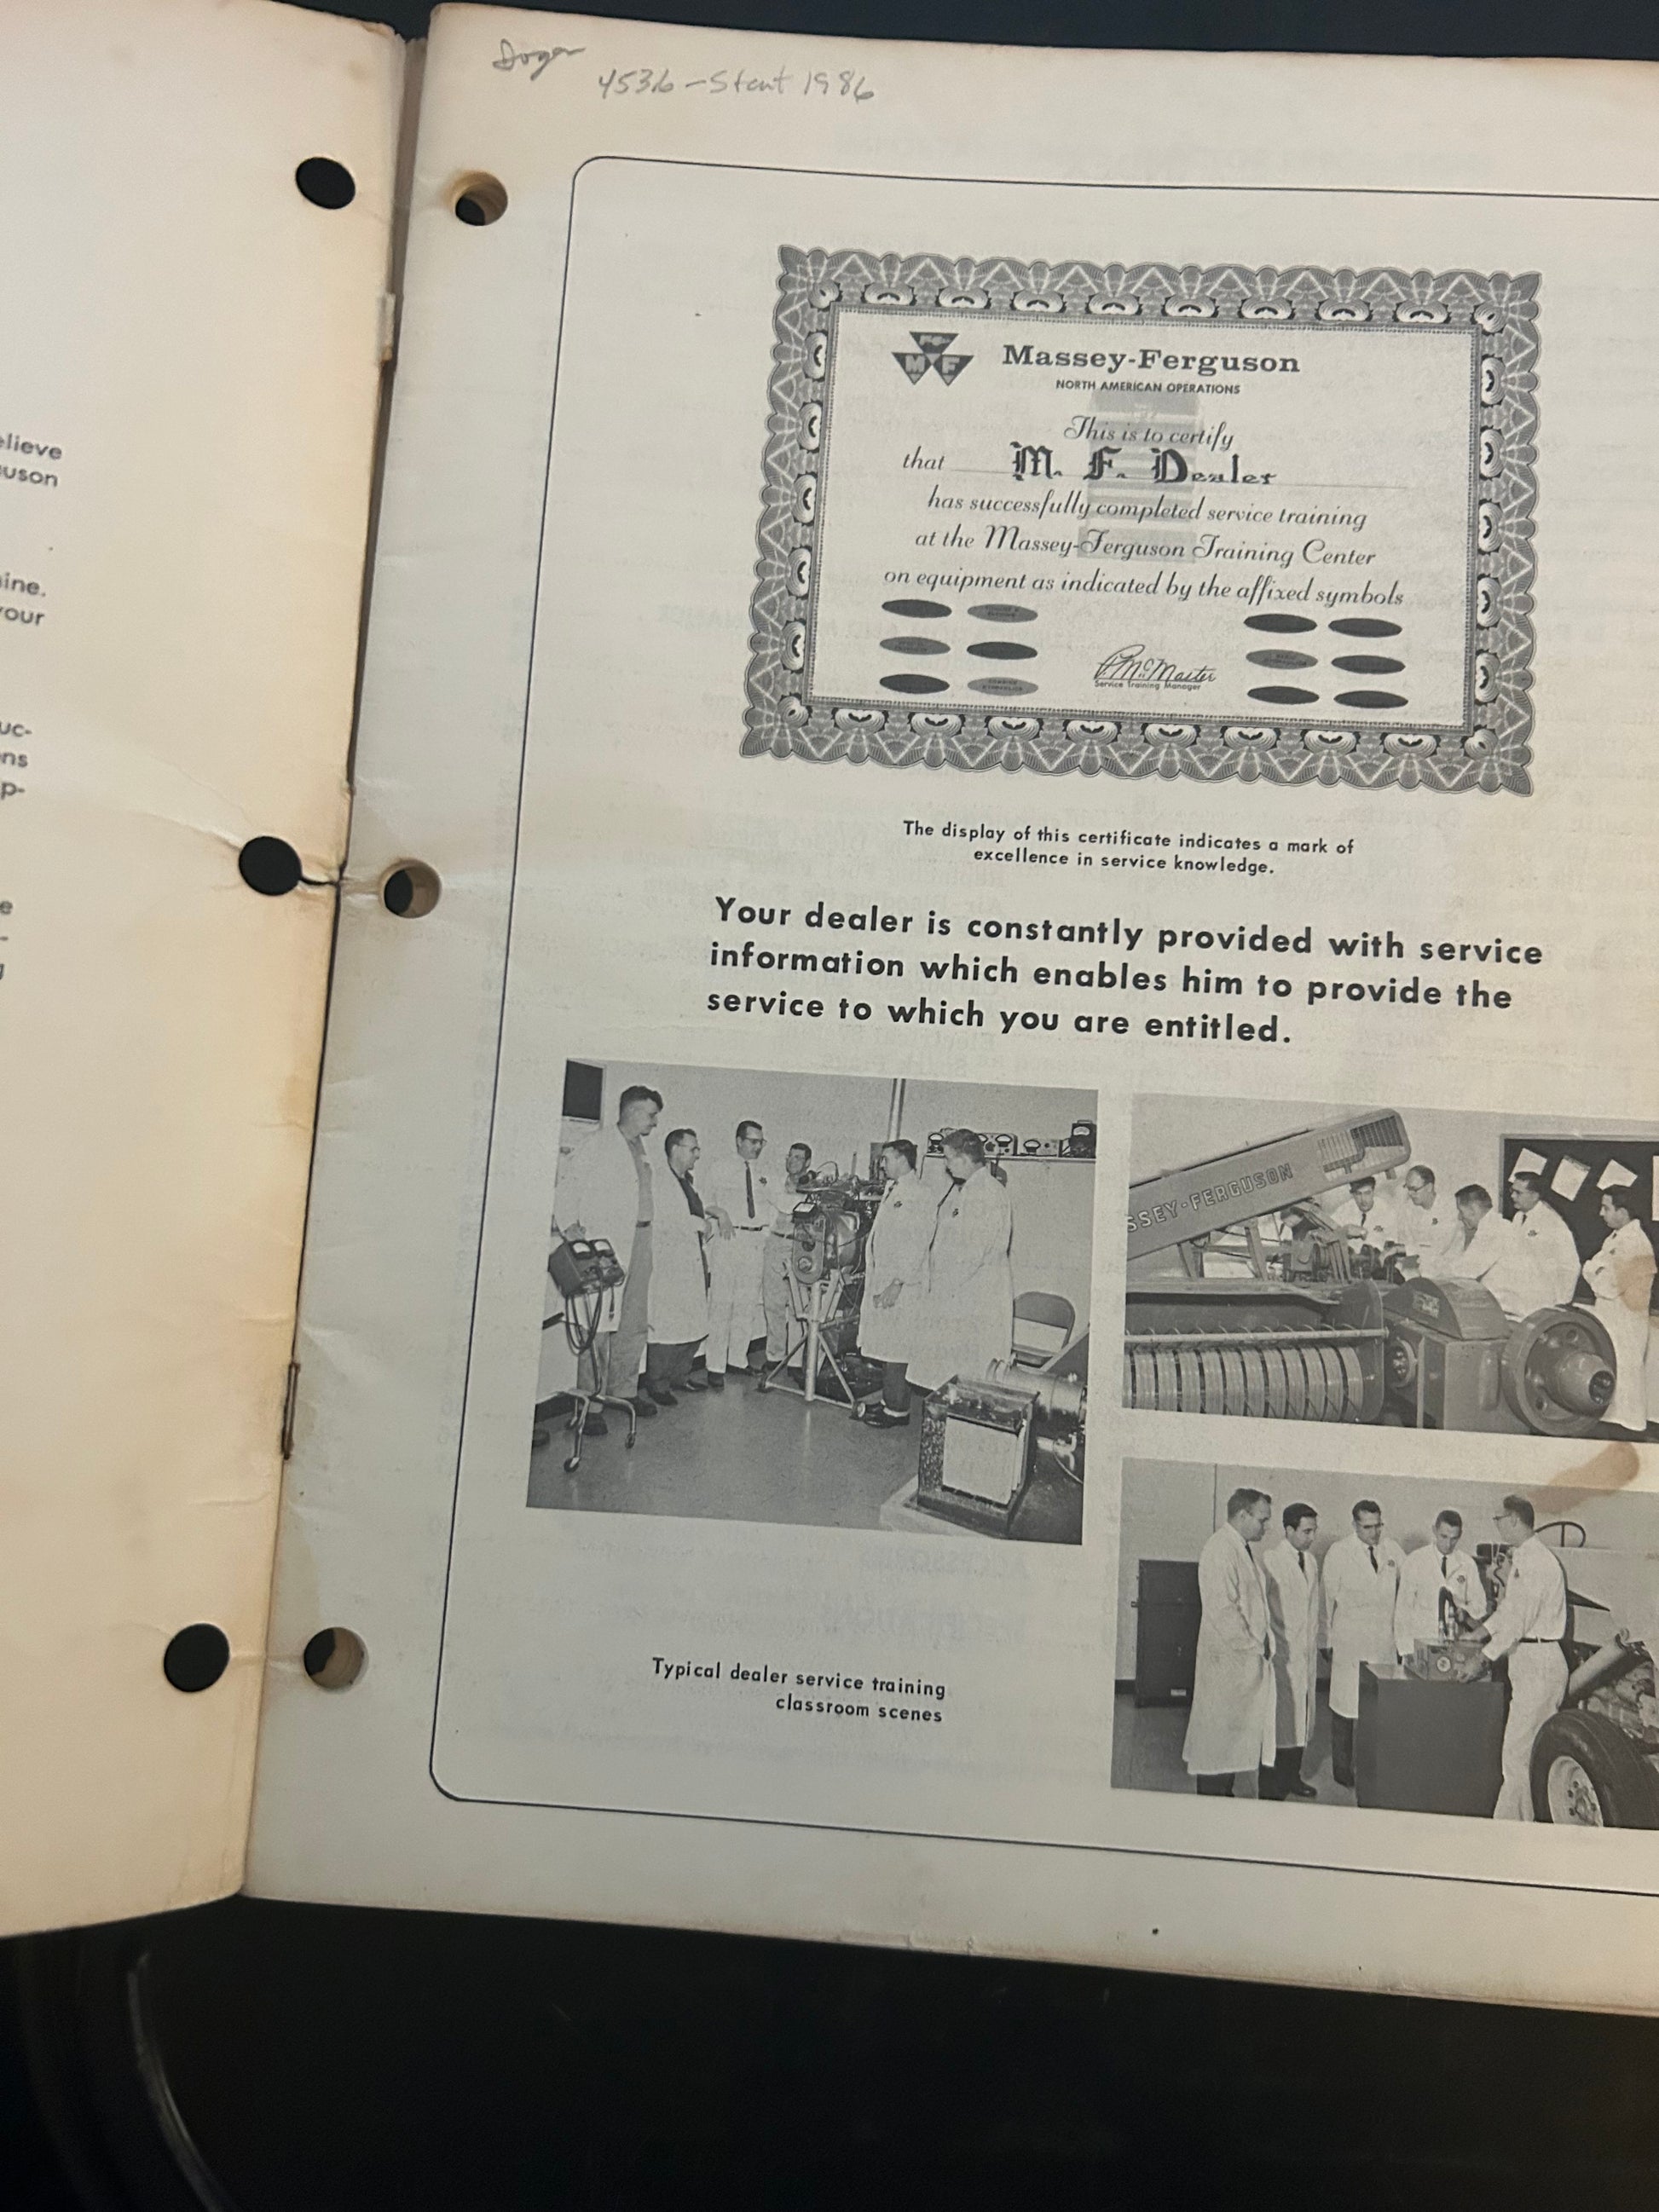 4536 - Start 1986
elieve
uson
ine.
your
uc-
ns
p-
e
-
g
MF
Massey-Ferguson
NORTH AMERICAN OPERATIONS
This is to certify
that M. F. Dealer
has successfully completed service training
at the Massey-Ferguson Training Center
on equipment as indicated by the affixed symbols
Service Training Manager
The display of this certificate indicates a mark of
excellence in service knowledge.
Your dealer is constantly provided with service
information which enables him to provide the
service to which you are entitled.
SSEY-FERGUSON
Typical dealer service training
classroom scenes